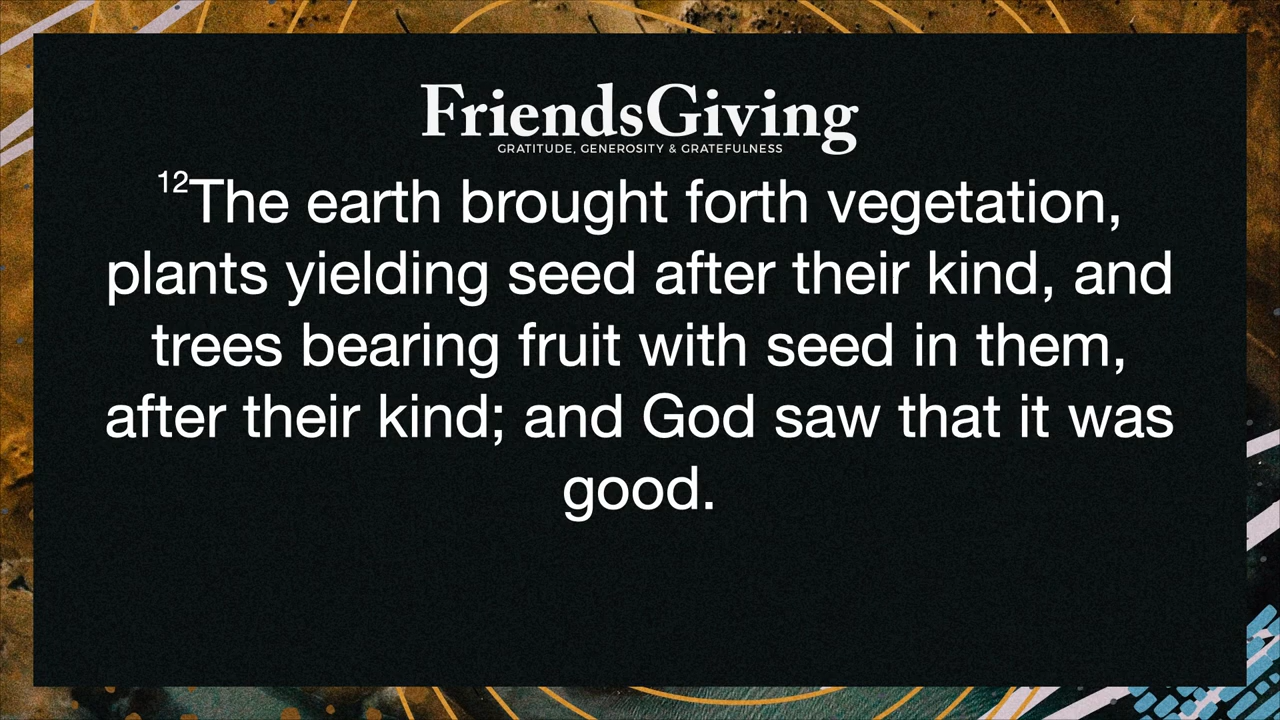 FriendsGiving
GRATITUDE, GENEROSITY & GRATEFULNESS
12The earth brought forth vegetation,
plants yielding seed after their kind, and
trees bearing fruit with seed in them,
after their kind; and God saw that it was
good.